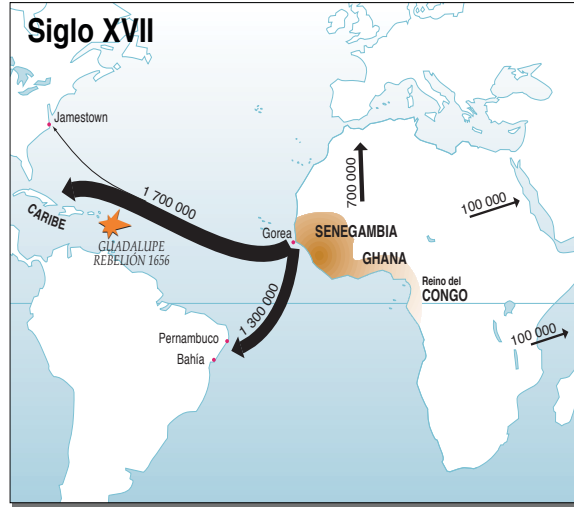 Siglo XVII
Jamestown
1 700 000
CARIBE
GUADALUPE
REBELIÓN 1656
Gorea
SENEGAMBIA
GHANA
700 000
100 000
Reino del
CONGO
1 300 000
100 000
Pernambuco
Bahía